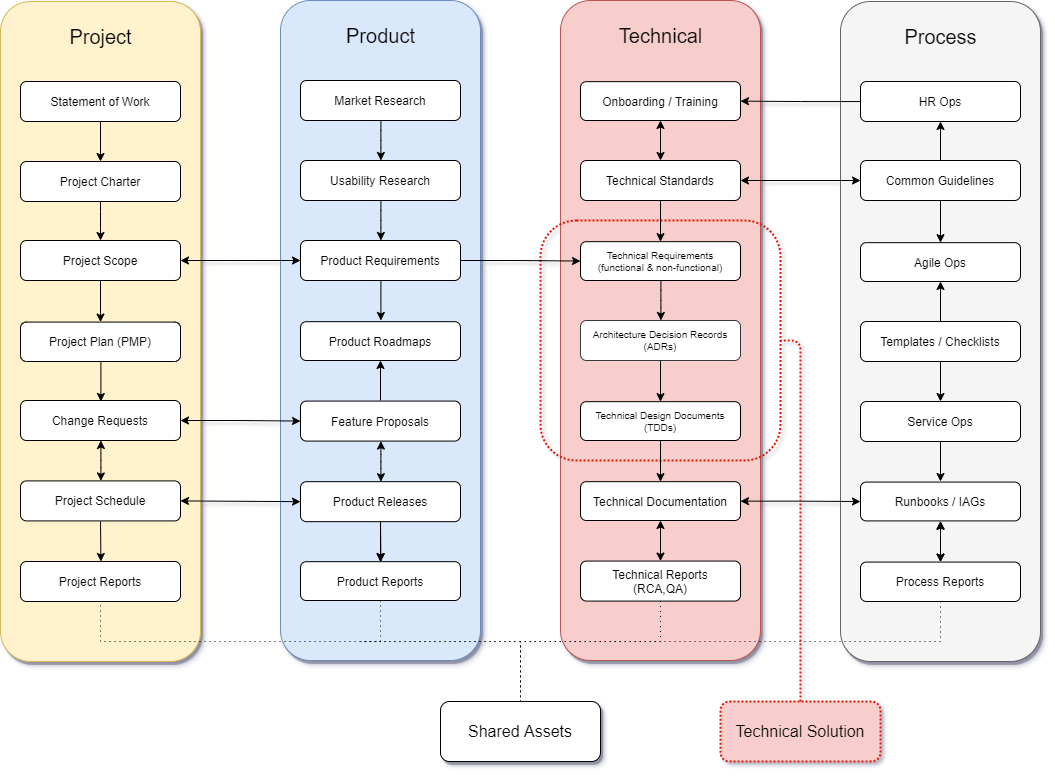 Project
Statement of Work
Project Charter
Project Scope
Project Plan (PMP)
Change Requests
Project Schedule
Project Reports
Product
Market Research
Usability Research
Product Requirements
Product Roadmaps
Feature Proposals
Product Releases
Product Reports
Technical
Onboarding / Training
Technical Standards
Technical Requirements
(functional & non-functional)
Architecture Decision Records
(ADRs)
Technical Design Documents
(TDDs)
Technical Documentation
Technical Reports
(RCA,QA)
Process
HR Ops
Common Guidelines
Agile Ops
Templates / Checklists
Service Ops
Runbooks / IAGs
Process Reports
Shared Assets
Technical Solution